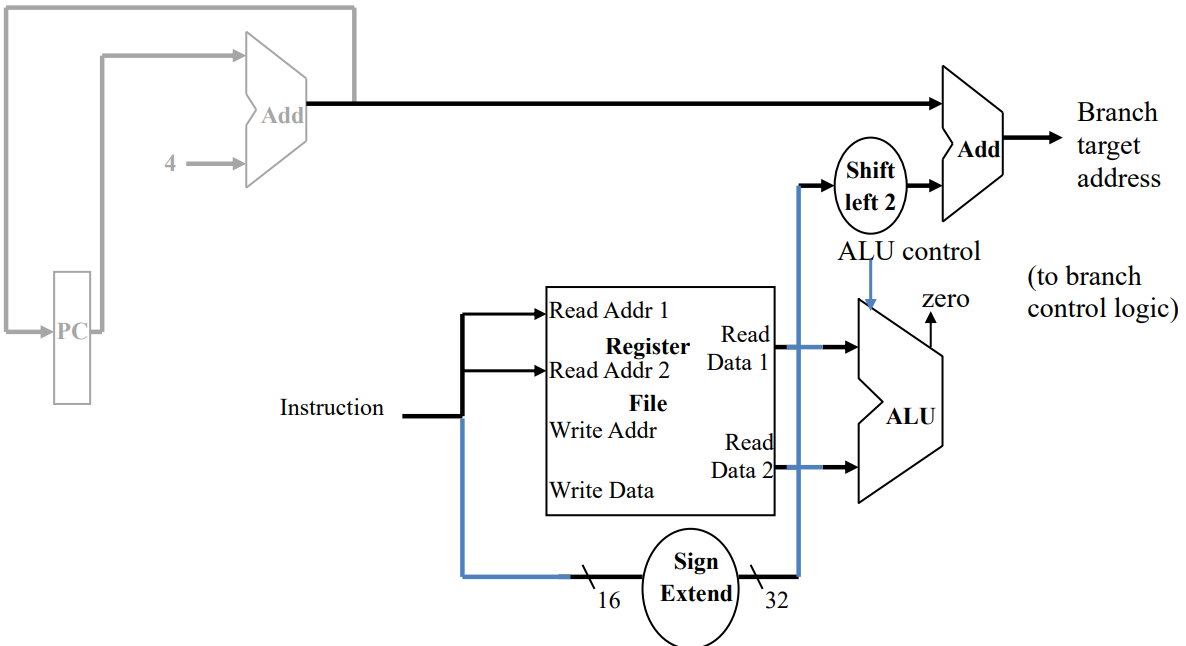 Add
4
PC
Add
Branch
target
address
Shift
left 2
ALU control
(to branch
control logic)
zero
Instruction
Read Addr 1
Register
Read Addr 2
File
Write Addr
Write Data
Read
Data 1
Read
Data 2
ALU
Sign
Extend
16
32